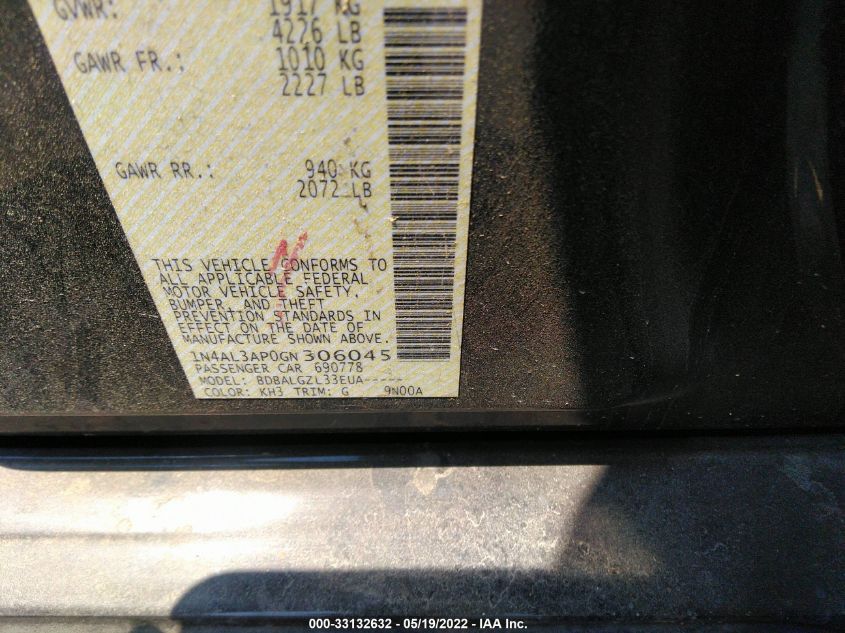 GVWR: 1917 KG
4226 LB
GAWR FR.: 1010 KG
2227 LB
GAWR RR.: 940 KG
2072 LB
THIS VEHICLE CONFORMS TO
ALL APPLICABLE FEDERAL
MOTOR VEHICLE SAFETY,
BUMPER, AND THEFT
PREVENTION STANDARDS IN
EFFECT ON THE DATE OF
MANUFACTURE SHOWN ABOVE.
1N4AL3AP0GN306045
PASSENGER CAR 690778
MODEL: BDBALGZL33EUA-----
COLOR: KH3 TRIM: G 9N00A
000-33132632 - 05/19/2022 - IAA Inc.